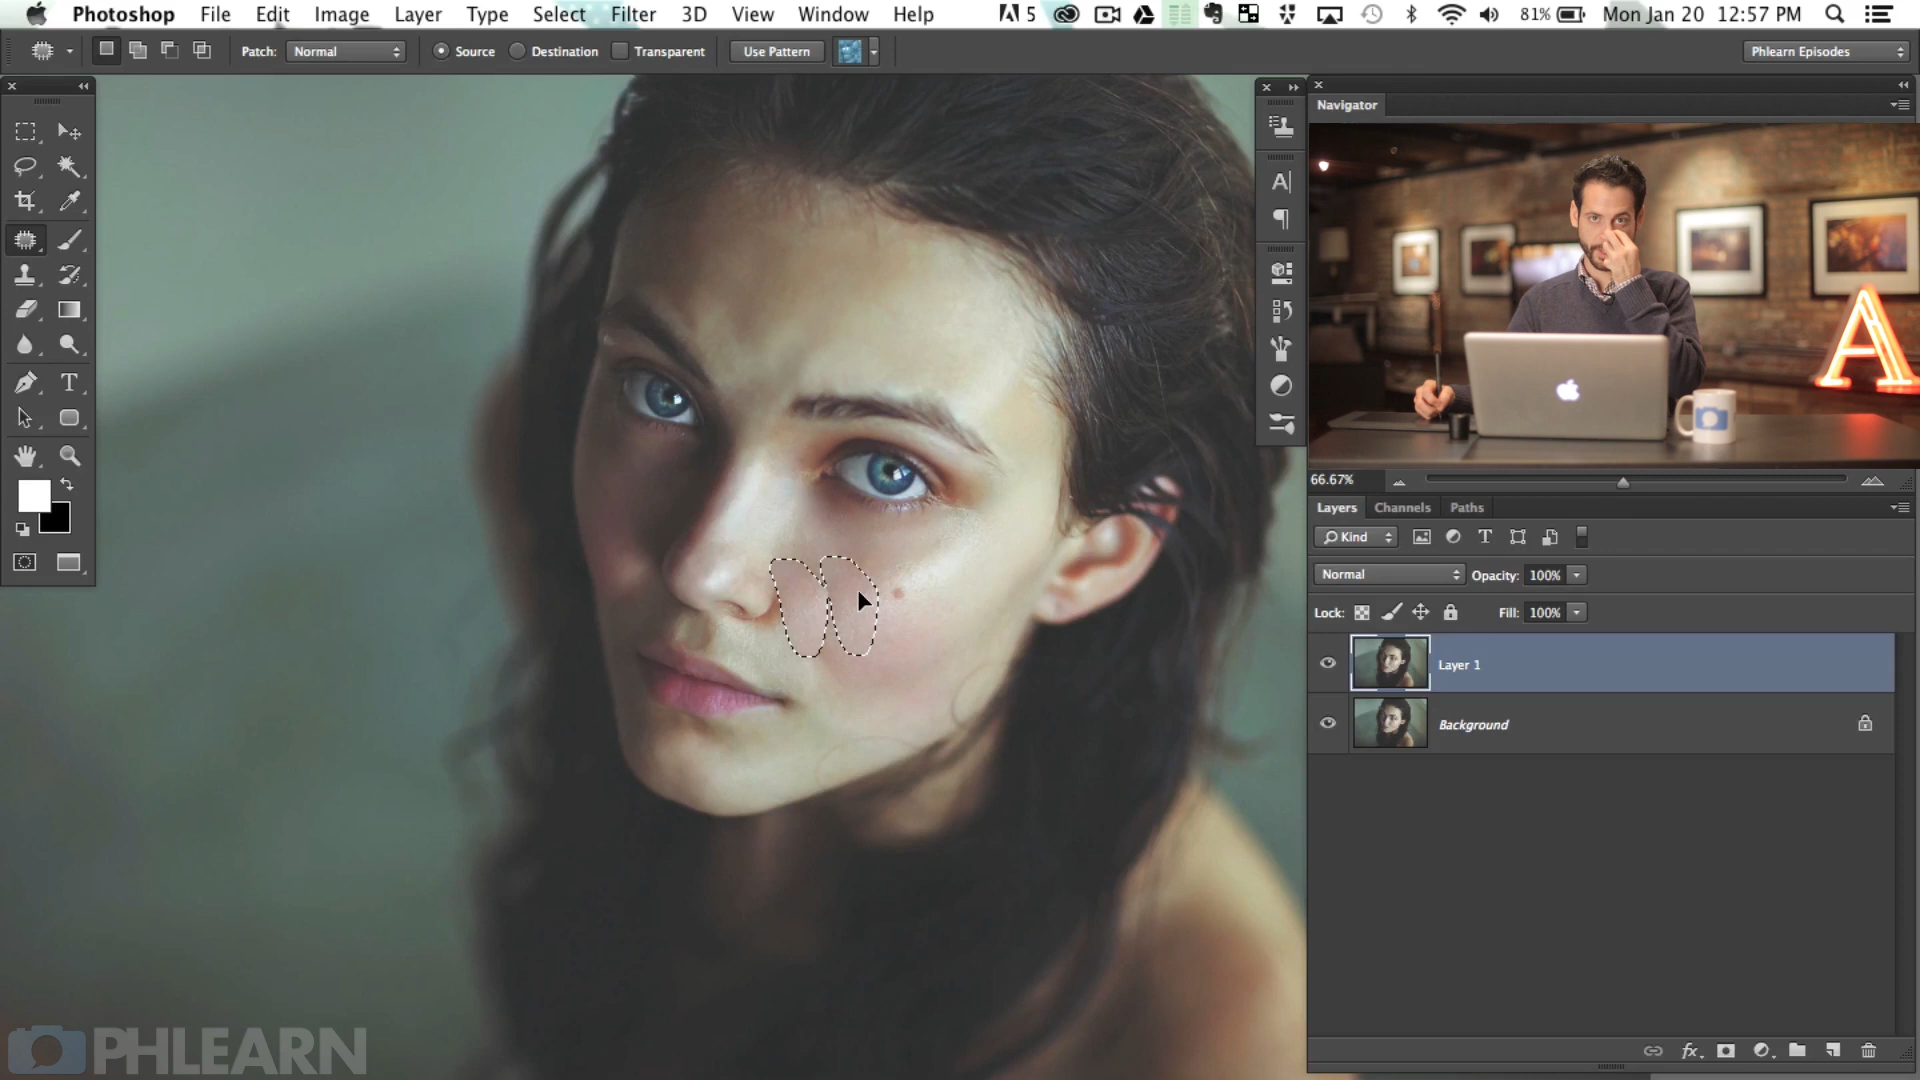 Photoshop File Edit Image Layer Type Select Filter 3D View Window Help 5 81% Mon Jan 20 12:57 PM
Patch: Normal Source Destination Transparent Use Pattern Phlearn Episodes
Navigator
A
66.67%
Layers Channels Paths
Kind
Normal Opacity: 100%
Lock: Fill: 100%
Layer 1
Background
PHLEARN